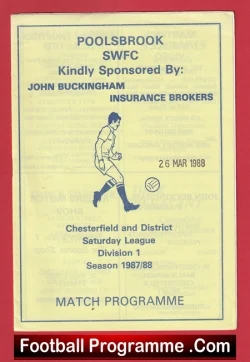 POOLSBROOK
SWFC
Kindly Sponsored By:
JOHN BUCKINGHAM
INSURANCE BROKERS
26 MAR 1988
Chesterfield and District
Saturday League
Division 1
Season 1987/88
MATCH PROGRAMME
Football Programme .Com